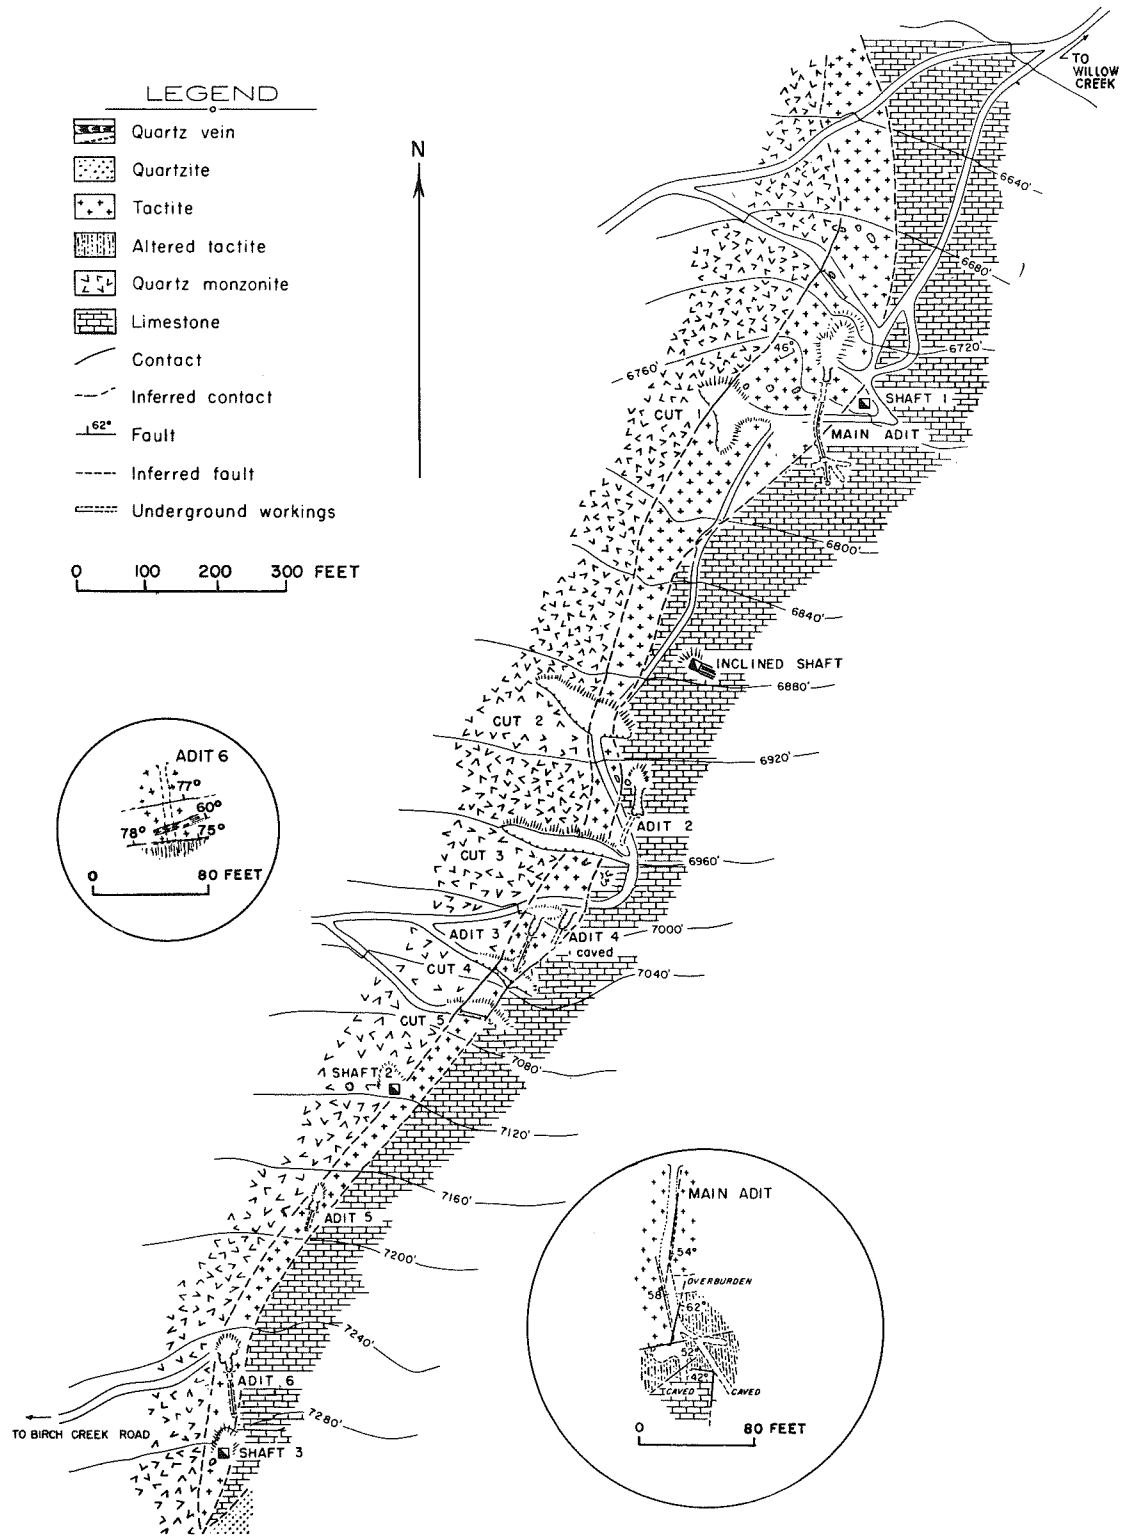 LEGEND
Quartz vein
Quartzite
Tactite
Altered tactite
Quartz monzonite
Limestone
Contact
Inferred contact
62°
Fault
Inferred fault
Underground workings
0 100 200 300 FEET
N
TO
WILLOW
CREEK
6640'
6680'
6720'
46°
6760'
SHAFT 1
CUT 1
MAIN ADIT
6800'
6840'
INCLINED SHAFT
6880'
CUT 2
6920'
ADIT 2
CUT 3
6960'
ADIT 3
ADIT 4
caved
7000'
CUT 4
7040'
CUT 5
7080'
SHAFT 2
7120'
7160'
ADIT 5
7200'
7240'
ADIT 6
7280'
TO BIRCH CREEK ROAD
SHAFT 3
ADIT 6
77°
60°
78°
75°
0 80 FEET
MAIN ADIT
54°
OVERBURDEN
58°
62°
52°
42°
CAVED
CAVED
0 80 FEET